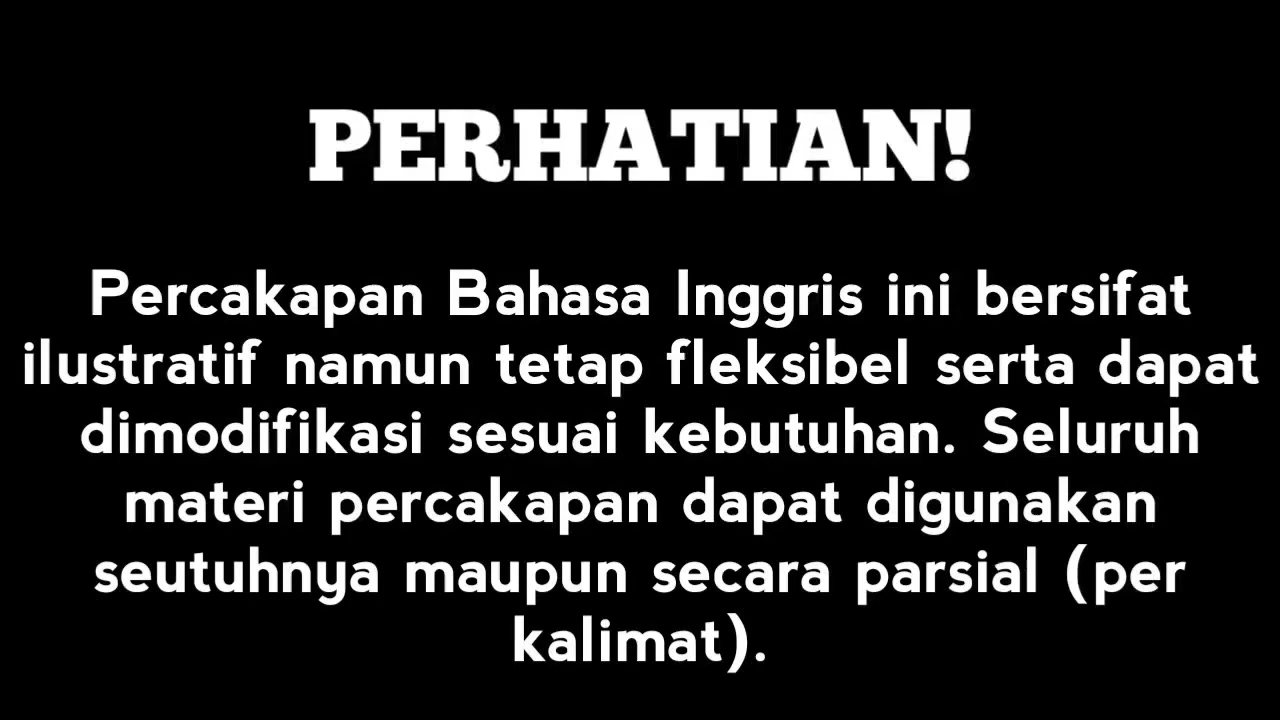 PERHATIAN!
Percakapan Bahasa Inggris ini bersifat
ilustratif namun tetap fleksibel serta dapat
dimodifikasi sesuai kebutuhan. Seluruh
materi percakapan dapat digunakan
seutuhnya maupun secara parsial (per
kalimat).